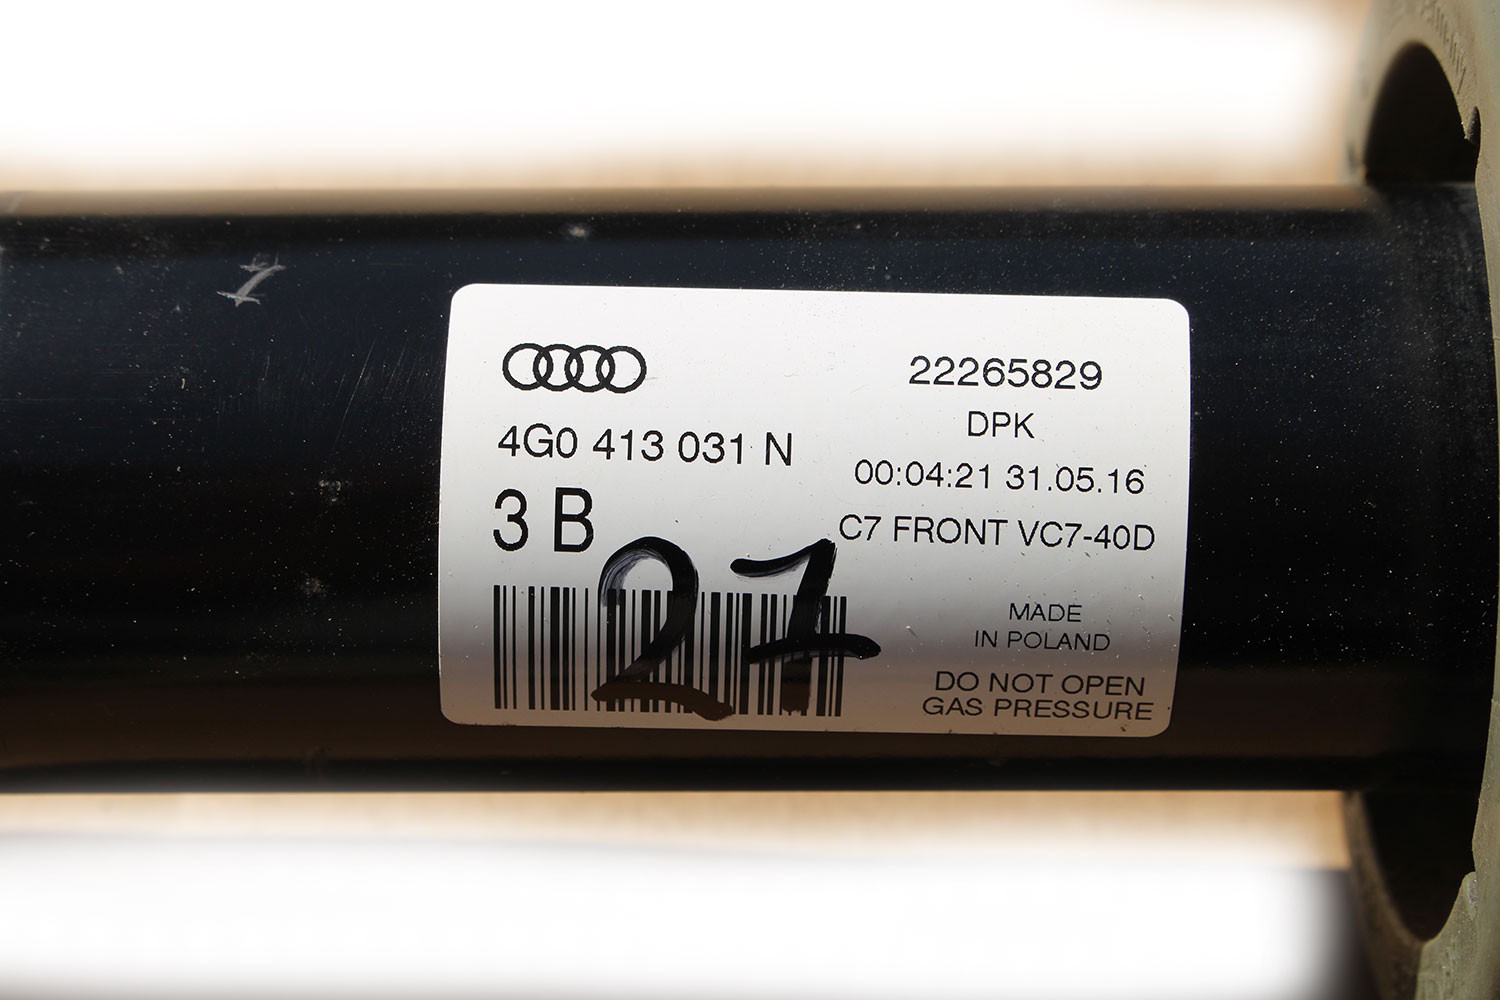 4G0 413 031 N
3 B
21
22265829
DPK
00:04:21 31.05.16
C7 FRONT VC7-40D
MADE
IN POLAND
DO NOT OPEN
GAS PRESSURE